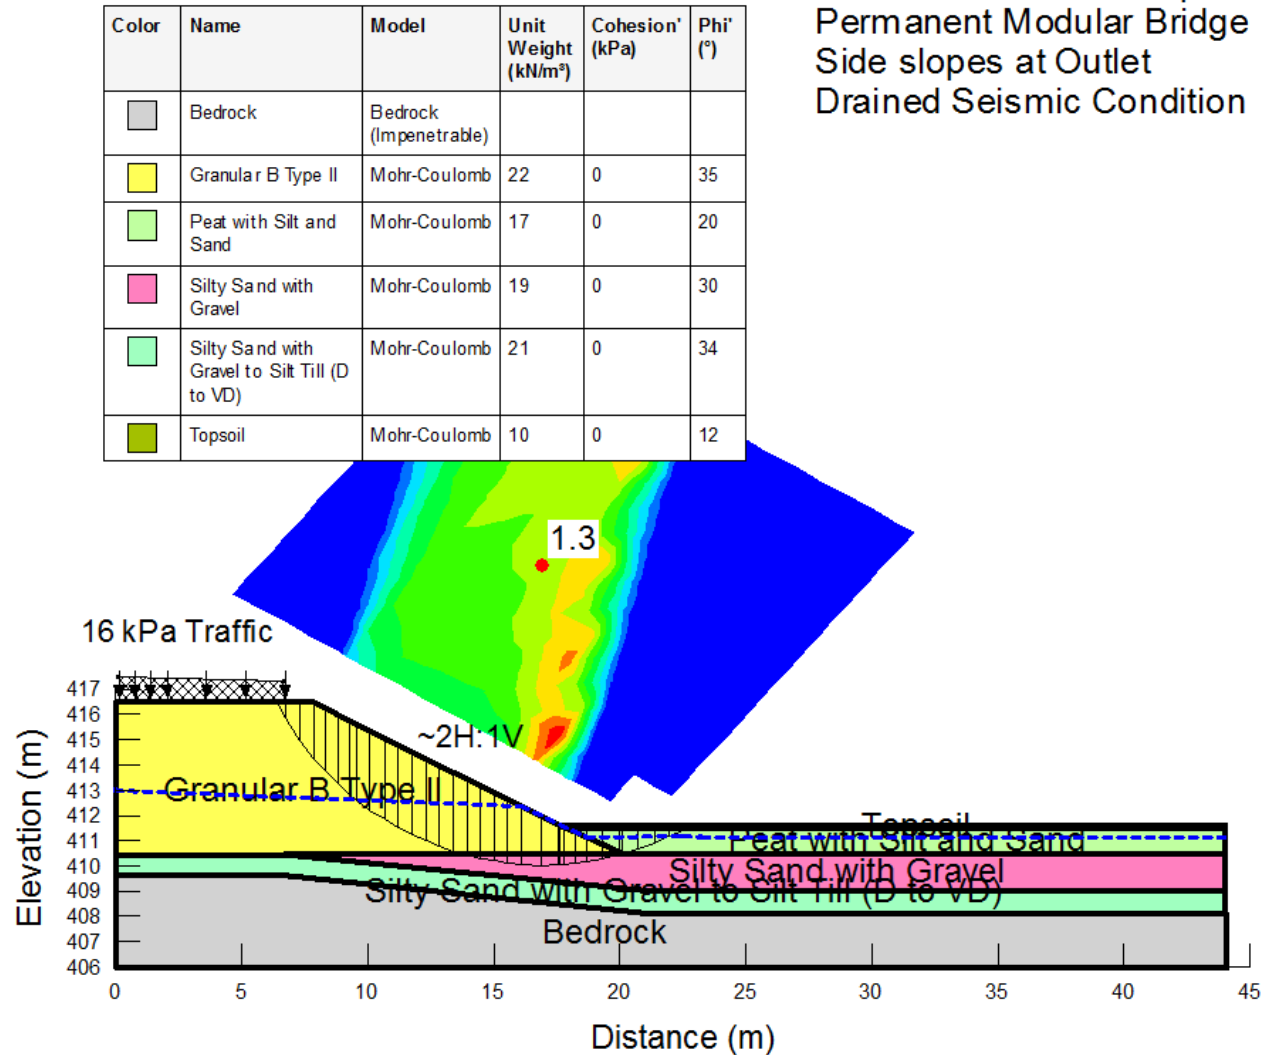 Permanent Modular Bridge
Side slopes at Outlet
Drained Seismic Condition
Color Name Model Unit Weight (kN/m³) Cohesion' (kPa) Phi' (°)
Bedrock Bedrock (Impenetrable)
Granular B Type II Mohr-Coulomb 22 0 35
Peat with Silt and Sand Mohr-Coulomb 17 0 20
Silty Sand with Gravel Mohr-Coulomb 19 0 30
Silty Sand with Gravel to Silt Till (D to VD) Mohr-Coulomb 21 0 34
Topsoil Mohr-Coulomb 10 0 12
1.3
16 kPa Traffic
~2H:1V
Granular B Type II
Topsoil
Peat with Silt and Sand
Silty Sand with Gravel
Silty Sand with Gravel to Silt Till (D to VD)
Bedrock
Elevation (m)
417
416
415
414
413
412
411
410
409
408
407
406
0 5 10 15 20 25 30 35 40 45
Distance (m)